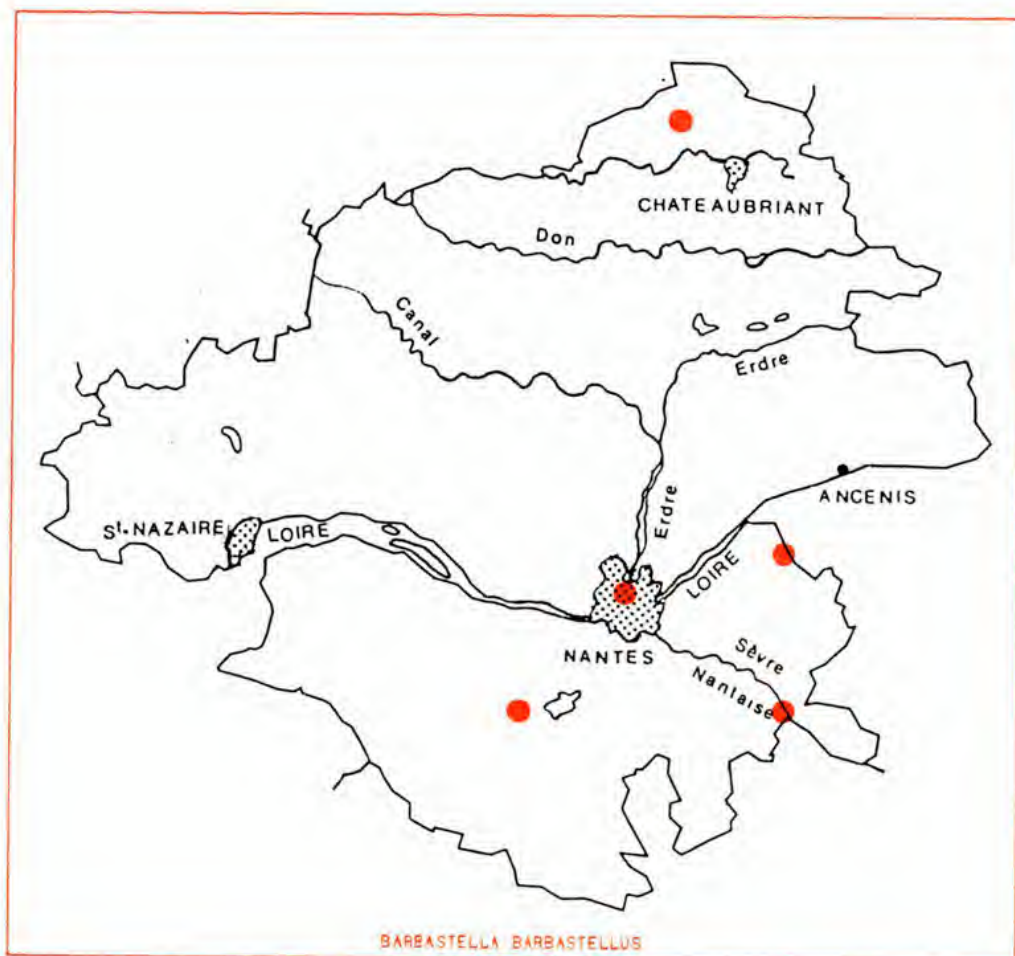 CHATEAUBRIANT
Don
Canal
Erdre
ANCENIS
Erdre
St. NAZAIRE
LOIRE
LOIRE
NANTES
Sèvre
Nantaise
BARBASTELLA BARBASTELLUS